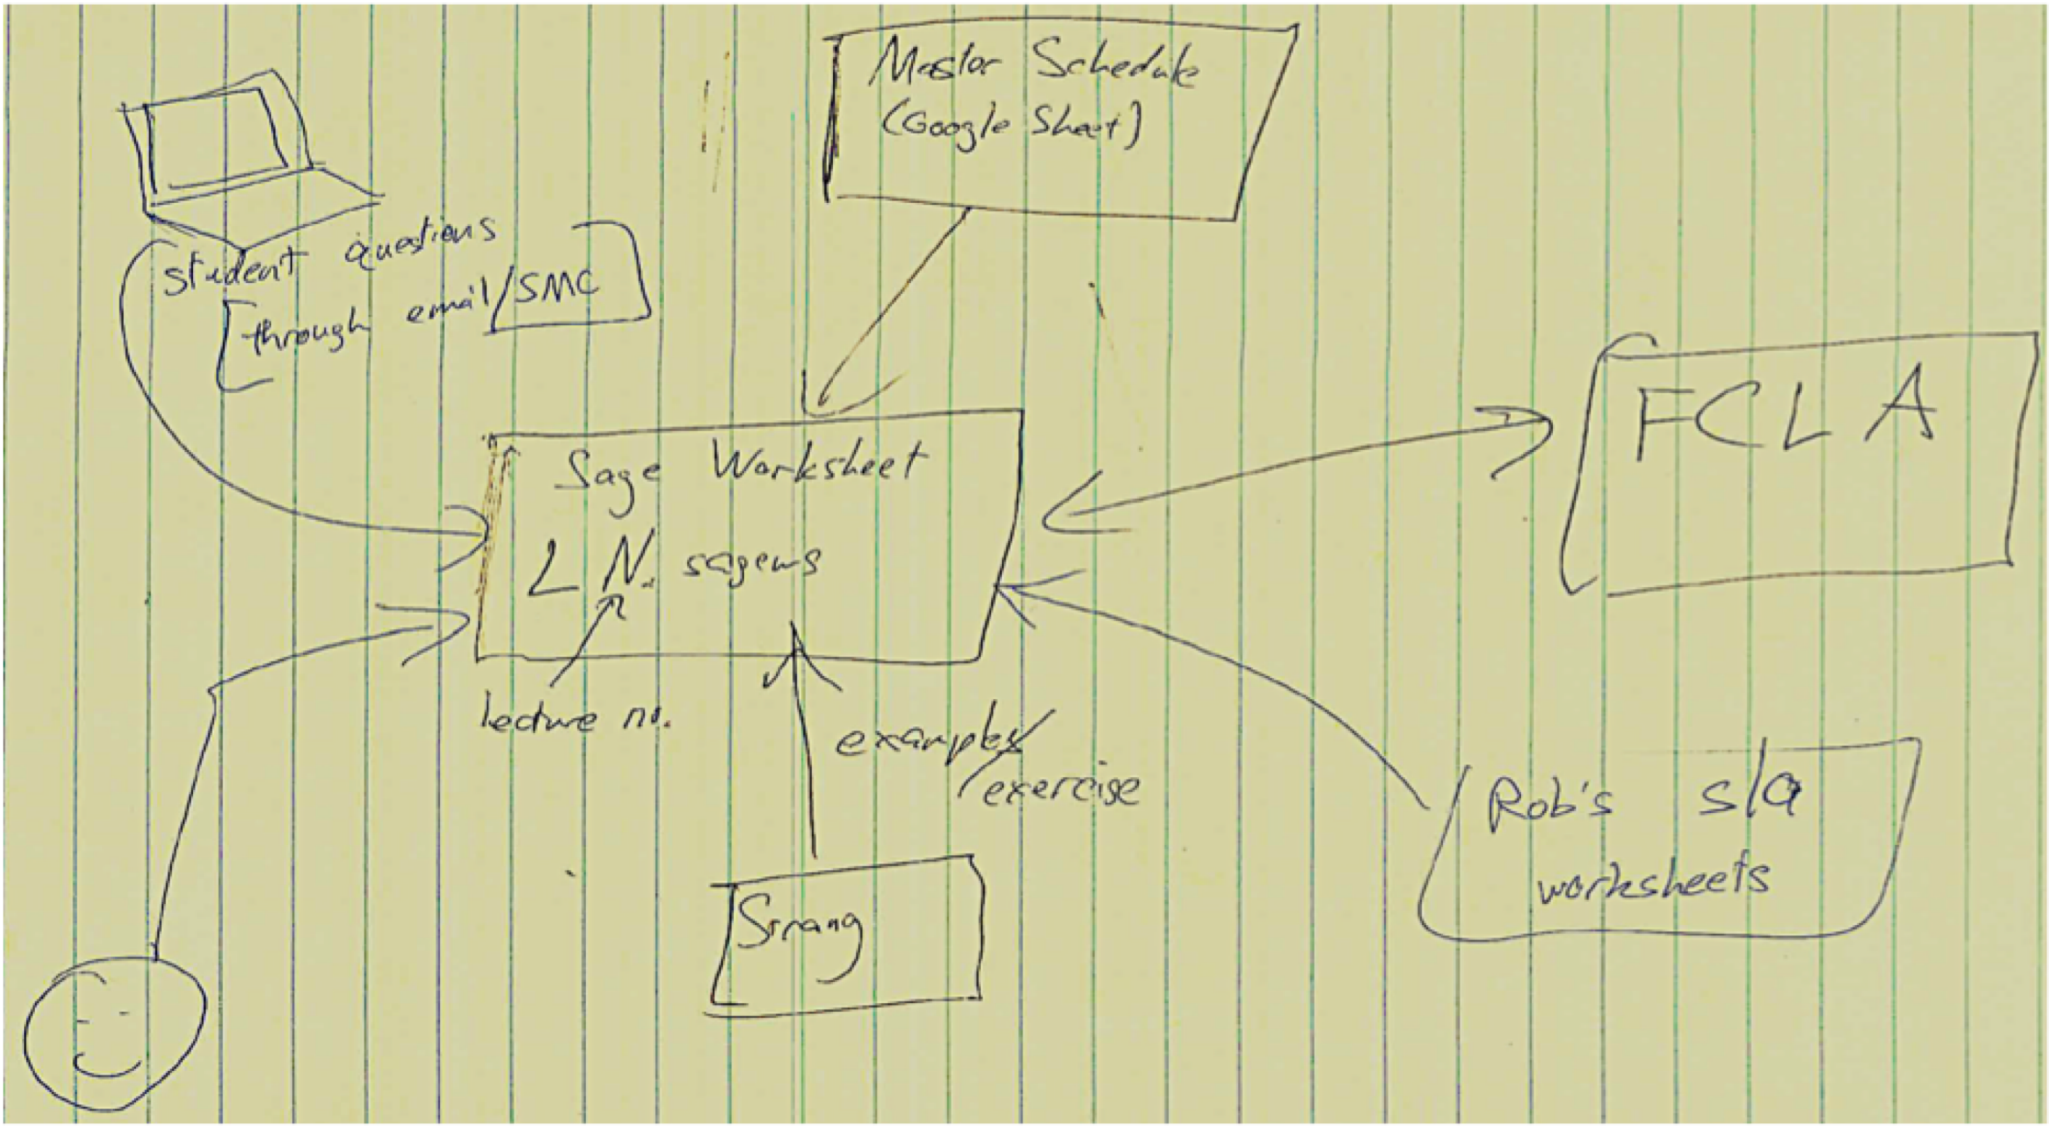 Master Schedule
(Google Sheet)
student questions
through email/SMC
FCLA
Sage Worksheet
L N. sagews
lecture no.
examples/
exercise
Rob's sla
worksheets
Strang